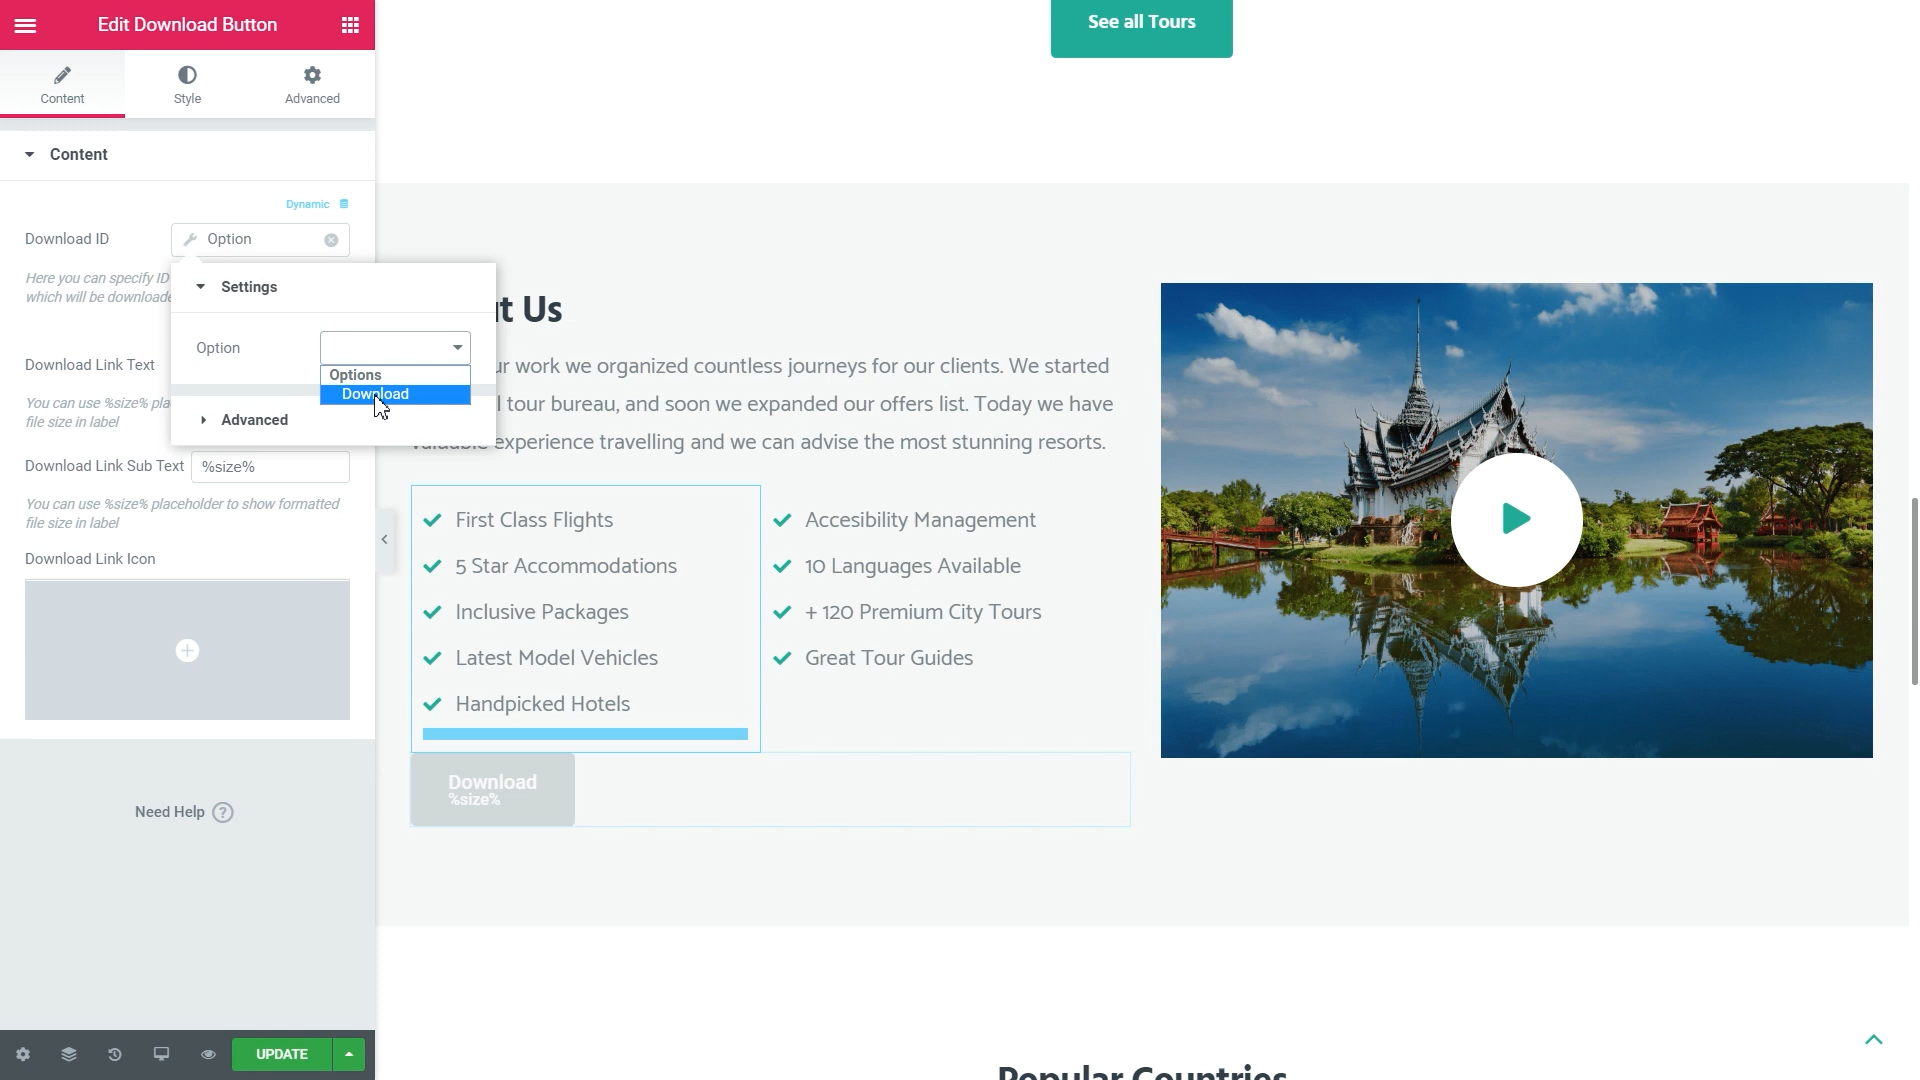 Edit Download Button
Content
Style
Advanced
Content
Dynamic
Download ID
Option
Here you can specify ID
which will be downloade
Settings
Option
Options
Download
Advanced
Download Link Text
You can use %size% pla
file size in label
Download Link Sub Text
%size%
You can use %size% placeholder to show formatted
file size in label
Download Link Icon
Need Help ?
UPDATE
See all Tours
t Us
ur work we organized countless journeys for our clients. We started
l tour bureau, and soon we expanded our offers list. Today we have
valuable experience travelling and we can advise the most stunning resorts.
First Class Flights
5 Star Accommodations
Inclusive Packages
Latest Model Vehicles
Handpicked Hotels
Accesibility Management
10 Languages Available
+ 120 Premium City Tours
Great Tour Guides
Download
%size%
Popular Countries